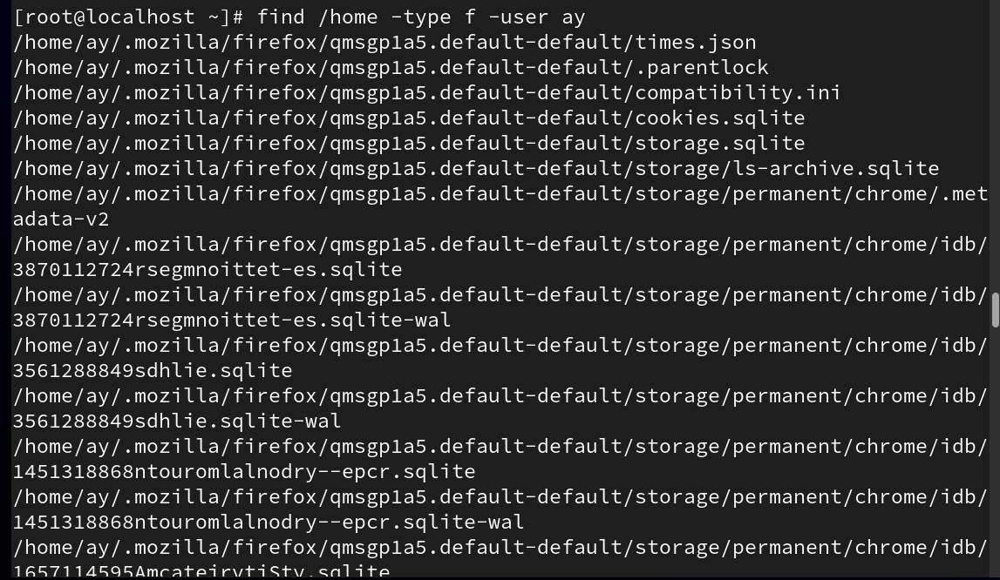 [root@localhost ~]# find /home -type f -user ay
/home/ay/.mozilla/firefox/qmsgp1a5.default-default/times.json
/home/ay/.mozilla/firefox/qmsgp1a5.default-default/.parentlock
/home/ay/.mozilla/firefox/qmsgp1a5.default-default/compatibility.ini
/home/ay/.mozilla/firefox/qmsgp1a5.default-default/cookies.sqlite
/home/ay/.mozilla/firefox/qmsgp1a5.default-default/storage.sqlite
/home/ay/.mozilla/firefox/qmsgp1a5.default-default/storage/ls-archive.sqlite
/home/ay/.mozilla/firefox/qmsgp1a5.default-default/storage/permanent/chrome/.met
adata-v2
/home/ay/.mozilla/firefox/qmsgp1a5.default-default/storage/permanent/chrome/idb/
3870112724rsegmnoittet-es.sqlite
/home/ay/.mozilla/firefox/qmsgp1a5.default-default/storage/permanent/chrome/idb/
3870112724rsegmnoittet-es.sqlite-wal
/home/ay/.mozilla/firefox/qmsgp1a5.default-default/storage/permanent/chrome/idb/
3561288849sdhlie.sqlite
/home/ay/.mozilla/firefox/qmsgp1a5.default-default/storage/permanent/chrome/idb/
3561288849sdhlie.sqlite-wal
/home/ay/.mozilla/firefox/qmsgp1a5.default-default/storage/permanent/chrome/idb/
1451318868ntouromlalnodry--epcr.sqlite
/home/ay/.mozilla/firefox/qmsgp1a5.default-default/storage/permanent/chrome/idb/
1451318868ntouromlalnodry--epcr.sqlite-wal
/home/ay/.mozilla/firefox/qmsgp1a5.default-default/storage/permanent/chrome/idb/
1657114595AmcateirvtiSty.sqlite